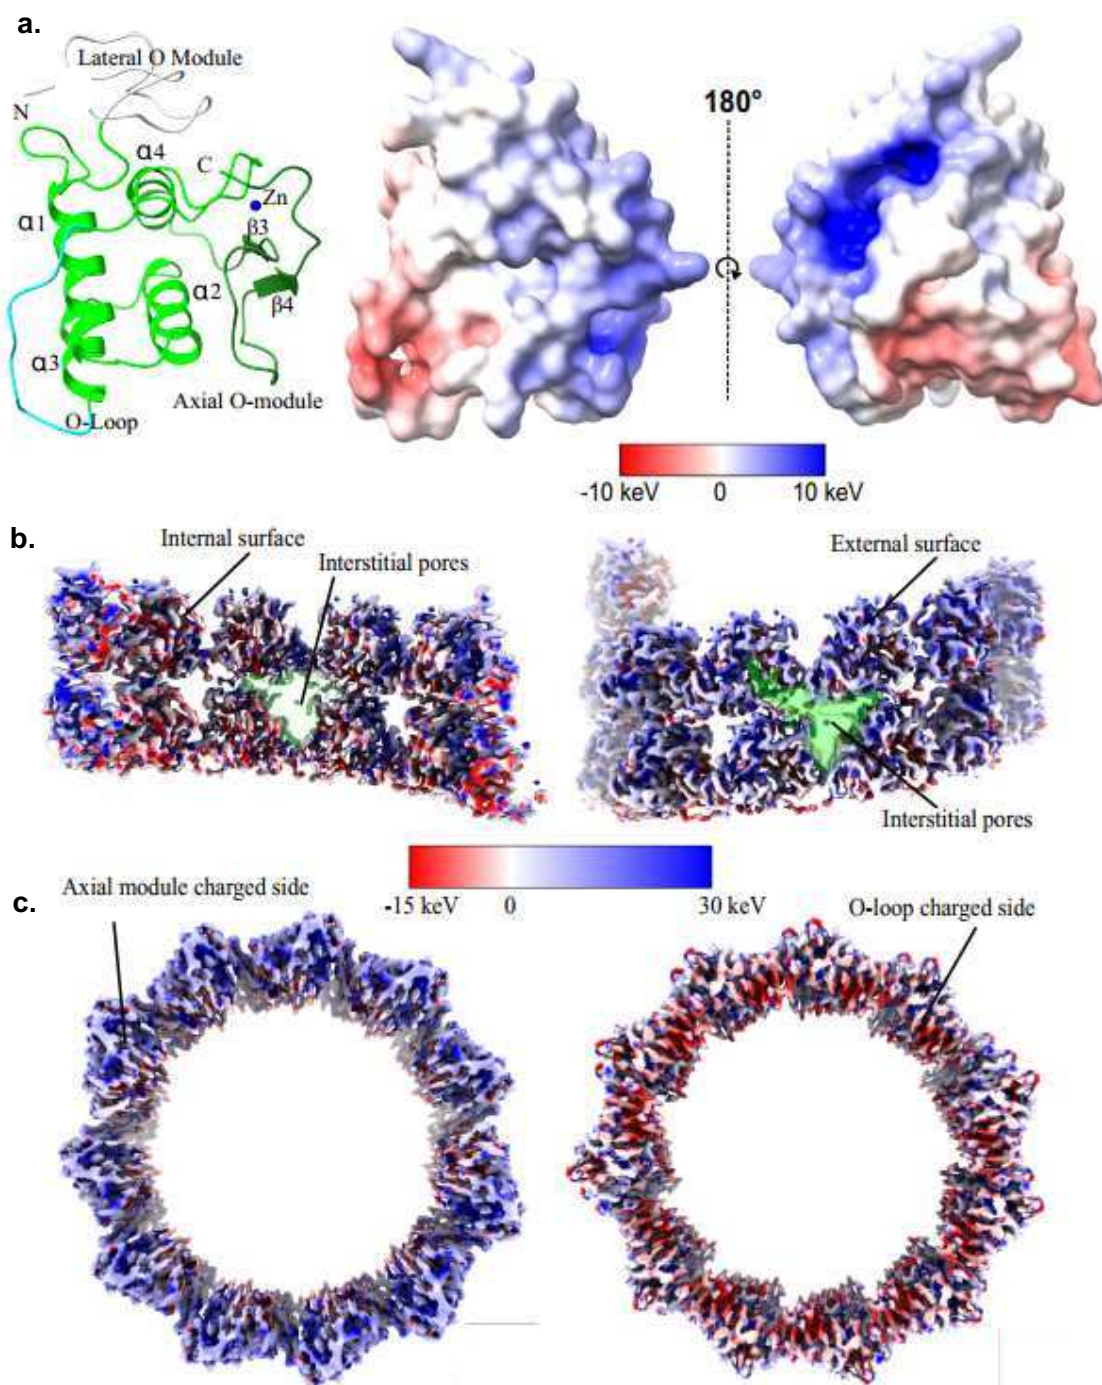 a.
Lateral O Module
N
α4
C
Zn
α1
β3
α2
β4
α3
Axial O-module
O-Loop
180°
-10 keV 0 10 keV
b.
Internal surface
Interstitial pores
External surface
Interstitial pores
c.
Axial module charged side
-15 keV 0 30 keV
O-loop charged side